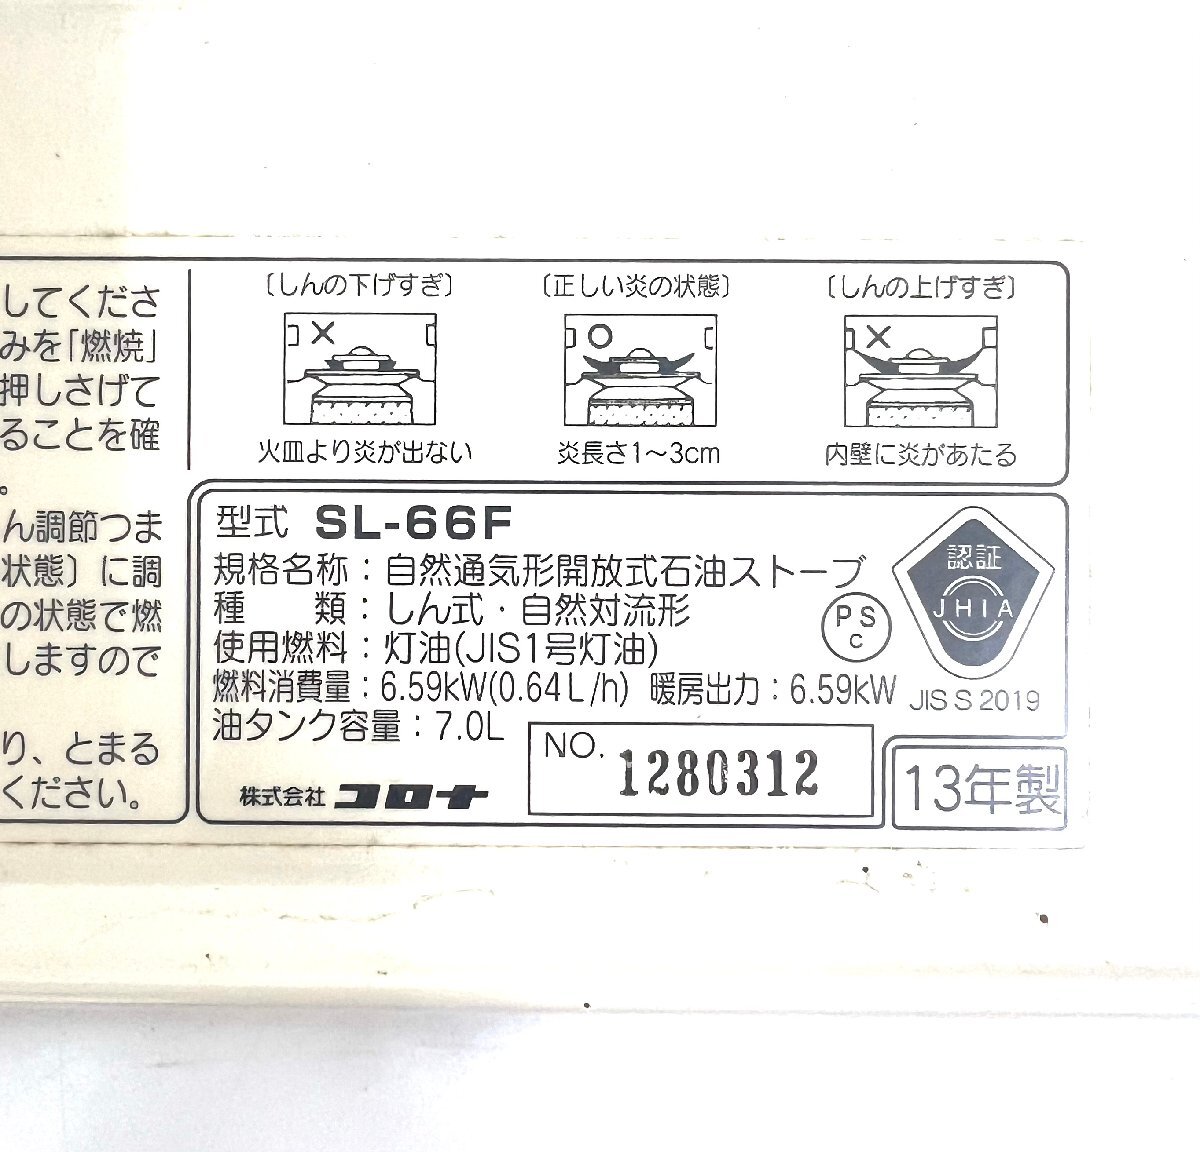 してくださ
みを「燃焼」
押しさげて
ることを確
。
ん調節つま
状態〕に調
の状態で燃
しますので
り、とまる
ください。
〔しんの下げすぎ〕
火皿より炎が出ない
〔正しい炎の状態〕
炎長さ1〜3cm
〔しんの上げすぎ〕
内壁に炎があたる
型式 SL-66F
規格名称：自然通気形開放式石油ストーブ
種　類：しん式・自然対流形
使用燃料：灯油(JIS1号灯油)
燃料消費量：6.59kW(0.64L/h) 暖房出力：6.59kW
油タンク容量：7.0L
株式会社 コロナ
NO. 1280312
PS
C
認証
JHIA
JIS S 2019
13年製